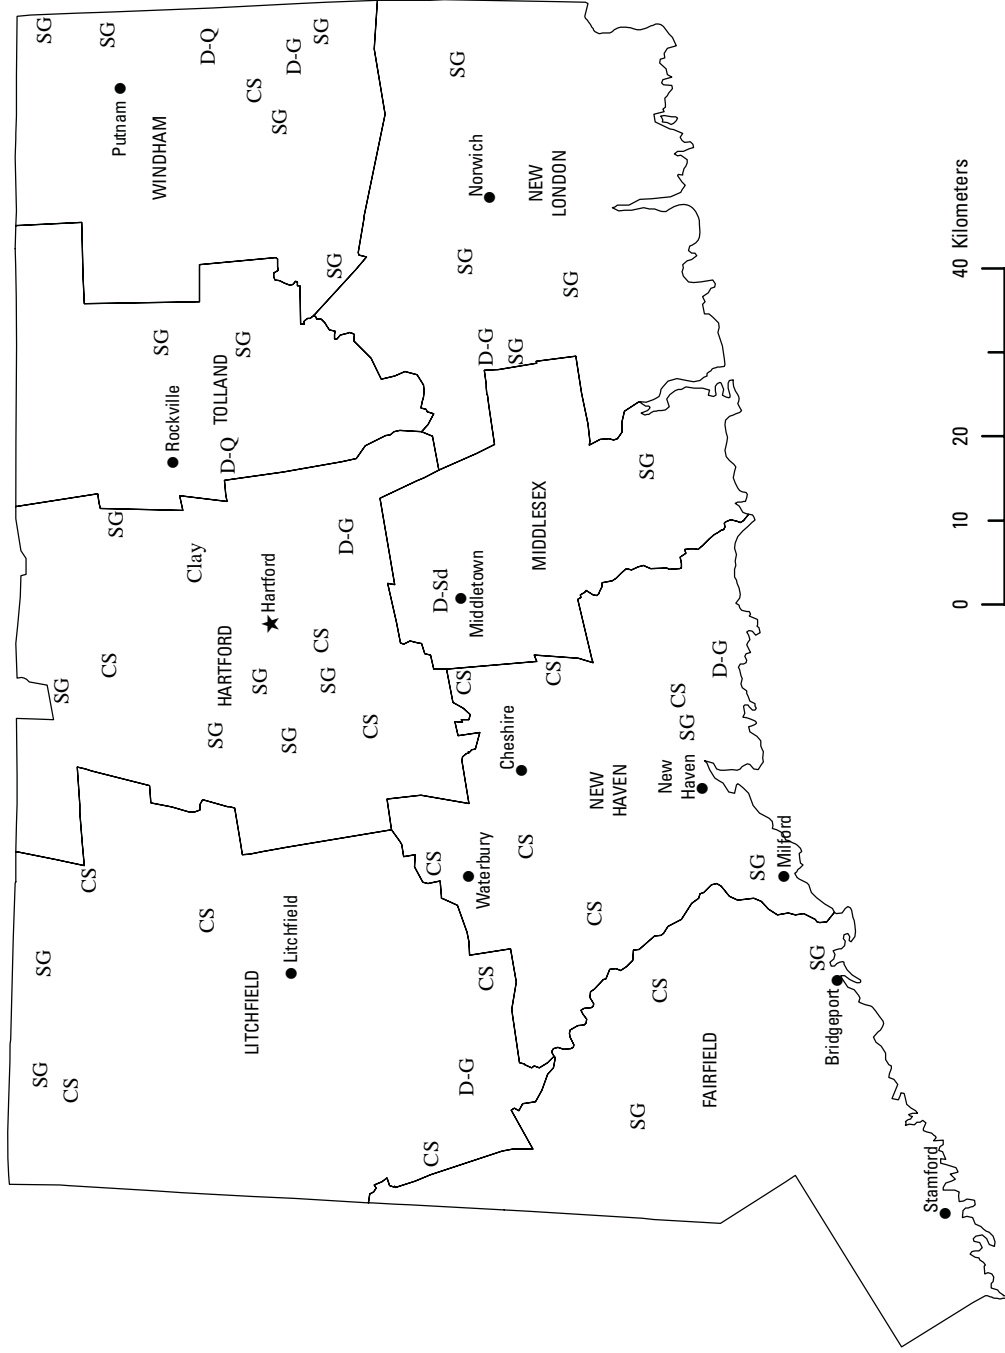 SG
SG
SG
CS
CS
CS
LITCHFIELD
Litchfield
D-G
CS
CS
SG
CS
SG
SG
Clay
HARTFORD
Hartford
SG
SG
CS
SG
D-G
CS
SG
Rockville
TOLLAND
SG
D-Q
SG
SG
Putnam
WINDHAM
D-Q
CS
D-G
SG
SG
SG
CS
Waterbury
CS
CS
Cheshire
CS
CS
NEW
HAVEN
New
Haven
SG
CS
D-G
SG
Milford
D-Sd
Middletown
MIDDLESEX
SG
SG
Norwich
NEW
LONDON
SG
D-G
SG
SG
CS
SG
FAIRFIELD
SG
Bridgeport
Stamford
0
10
20
40 Kilometers